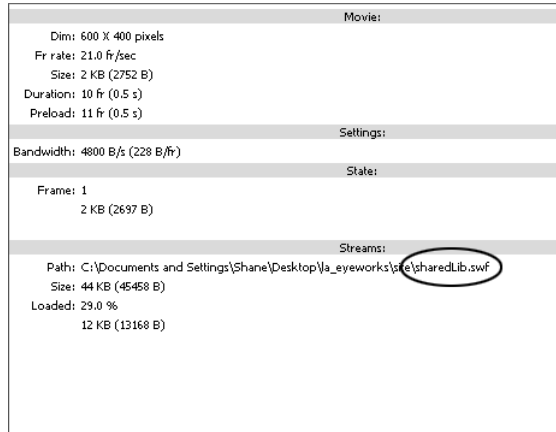 Movie:
Dim: 600 X 400 pixels
Fr rate: 21.0 fr/sec
Size: 2 KB (2752 B)
Duration: 10 fr (0.5 s)
Preload: 11 fr (0.5 s)
Settings:
Bandwidth: 4800 B/s (228 B/fr)
State:
Frame: 1
2 KB (2697 B)
Streams:
Path: C:\Documents and Settings\Shane\Desktop\la_eyeworks\site\sharedLib.swf
Size: 44 KB (45458 B)
Loaded: 29.0 %
12 KB (13168 B)